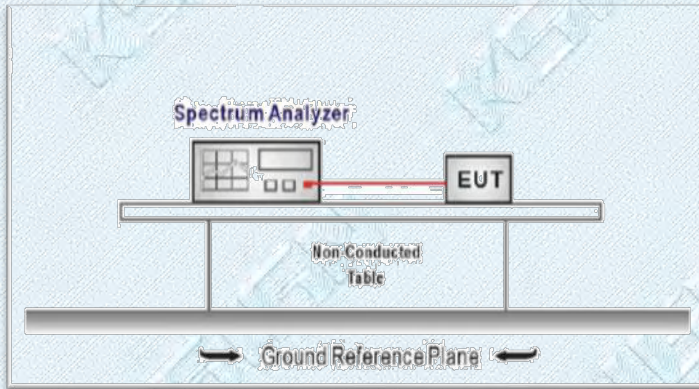 Spectrum Analyzer
EUT
Non-Conducted
Table
Ground Reference Plane